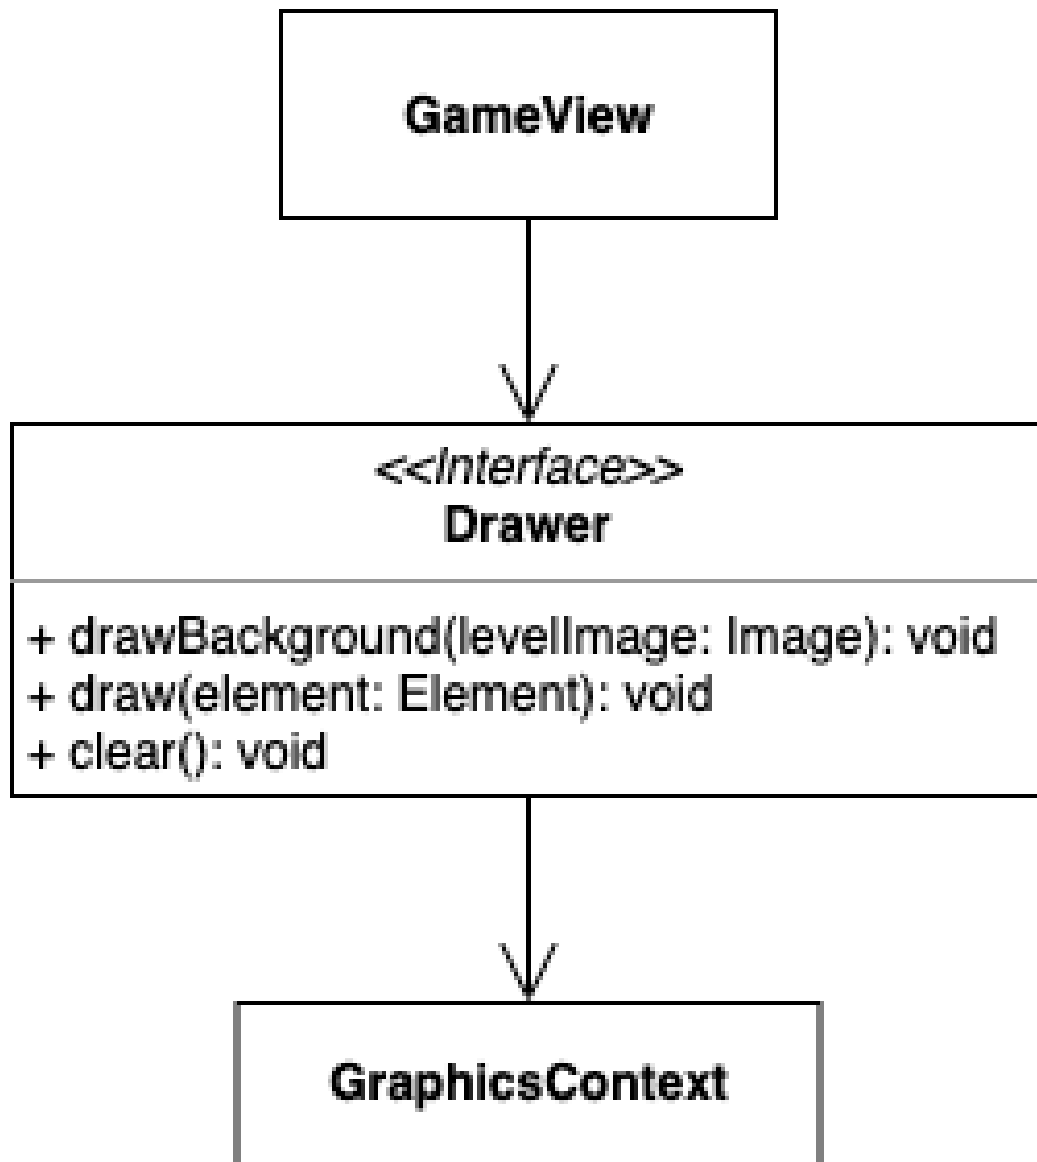 GameView
<<Interface>>
Drawer
+ drawBackground(levelImage: Image): void
+ draw(element: Element): void
+ clear(): void
GraphicsContext